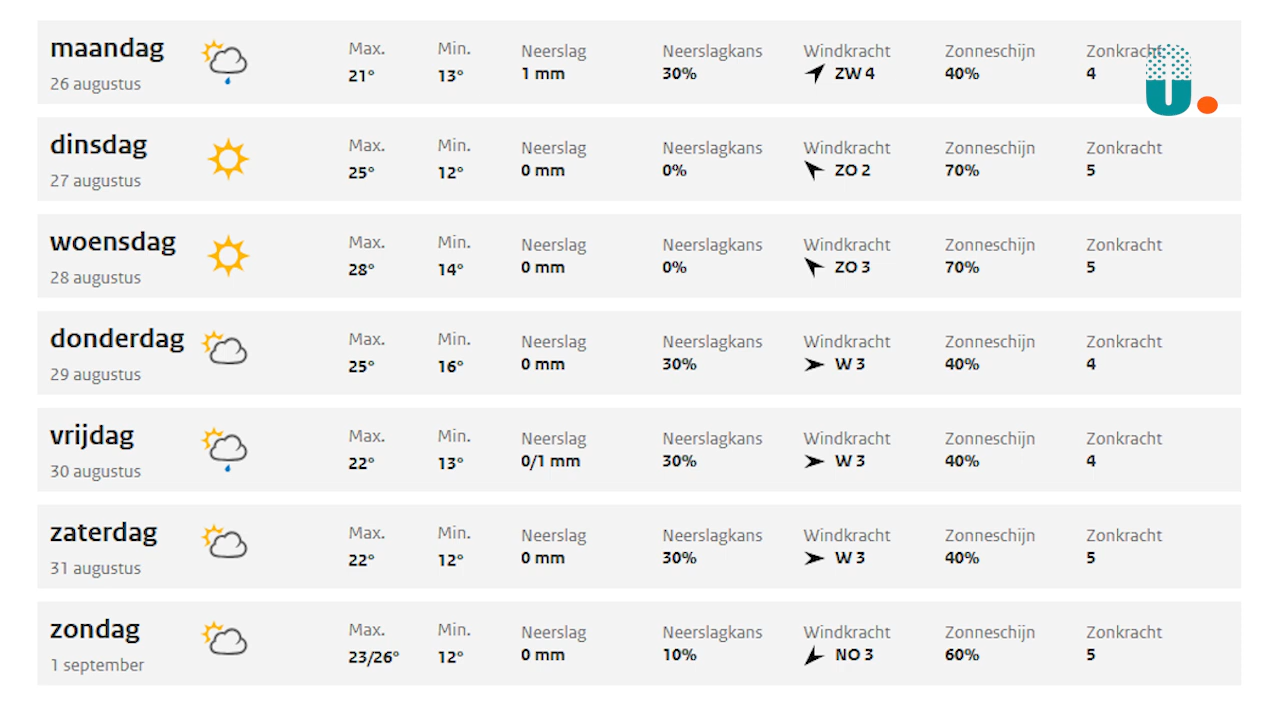 maandag
26 augustus
Max. Min. Neerslag Neerslagkans Windkracht Zonneschijn Zonkracht
21° 13° 1 mm 30% ZW 4 40% 4
dinsdag
27 augustus
Max. Min. Neerslag Neerslagkans Windkracht Zonneschijn Zonkracht
25° 12° 0 mm 0% ZO 2 70% 5
woensdag
28 augustus
Max. Min. Neerslag Neerslagkans Windkracht Zonneschijn Zonkracht
28° 14° 0 mm 0% ZO 3 70% 5
donderdag
29 augustus
Max. Min. Neerslag Neerslagkans Windkracht Zonneschijn Zonkracht
25° 16° 0 mm 30% W 3 40% 4
vrijdag
30 augustus
Max. Min. Neerslag Neerslagkans Windkracht Zonneschijn Zonkracht
22° 13° 0/1 mm 30% W 3 40% 4
zaterdag
31 augustus
Max. Min. Neerslag Neerslagkans Windkracht Zonneschijn Zonkracht
22° 12° 0 mm 30% W 3 40% 5
zondag
1 september
Max. Min. Neerslag Neerslagkans Windkracht Zonneschijn Zonkracht
23/26° 12° 0 mm 10% NO 3 60% 5